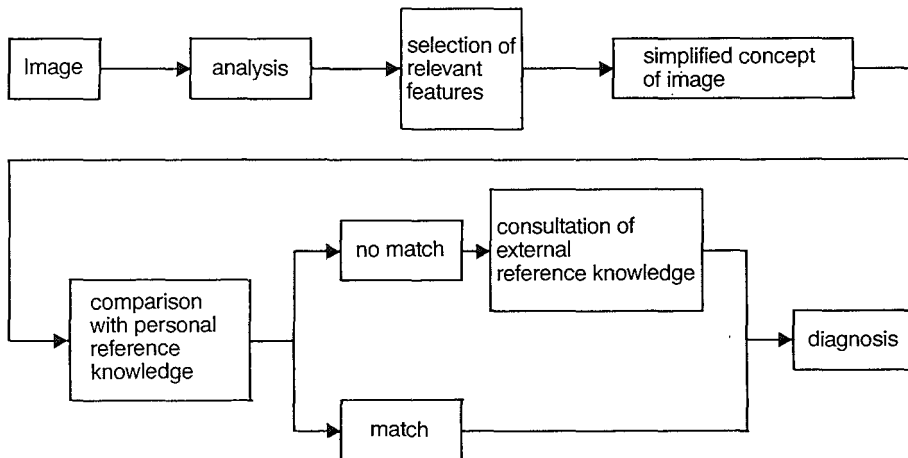 Image
analysis
selection of
relevant
features
simplified concept
of image
no match
consultation of
external
reference knowledge
comparison
with personal
reference
knowledge
diagnosis
match